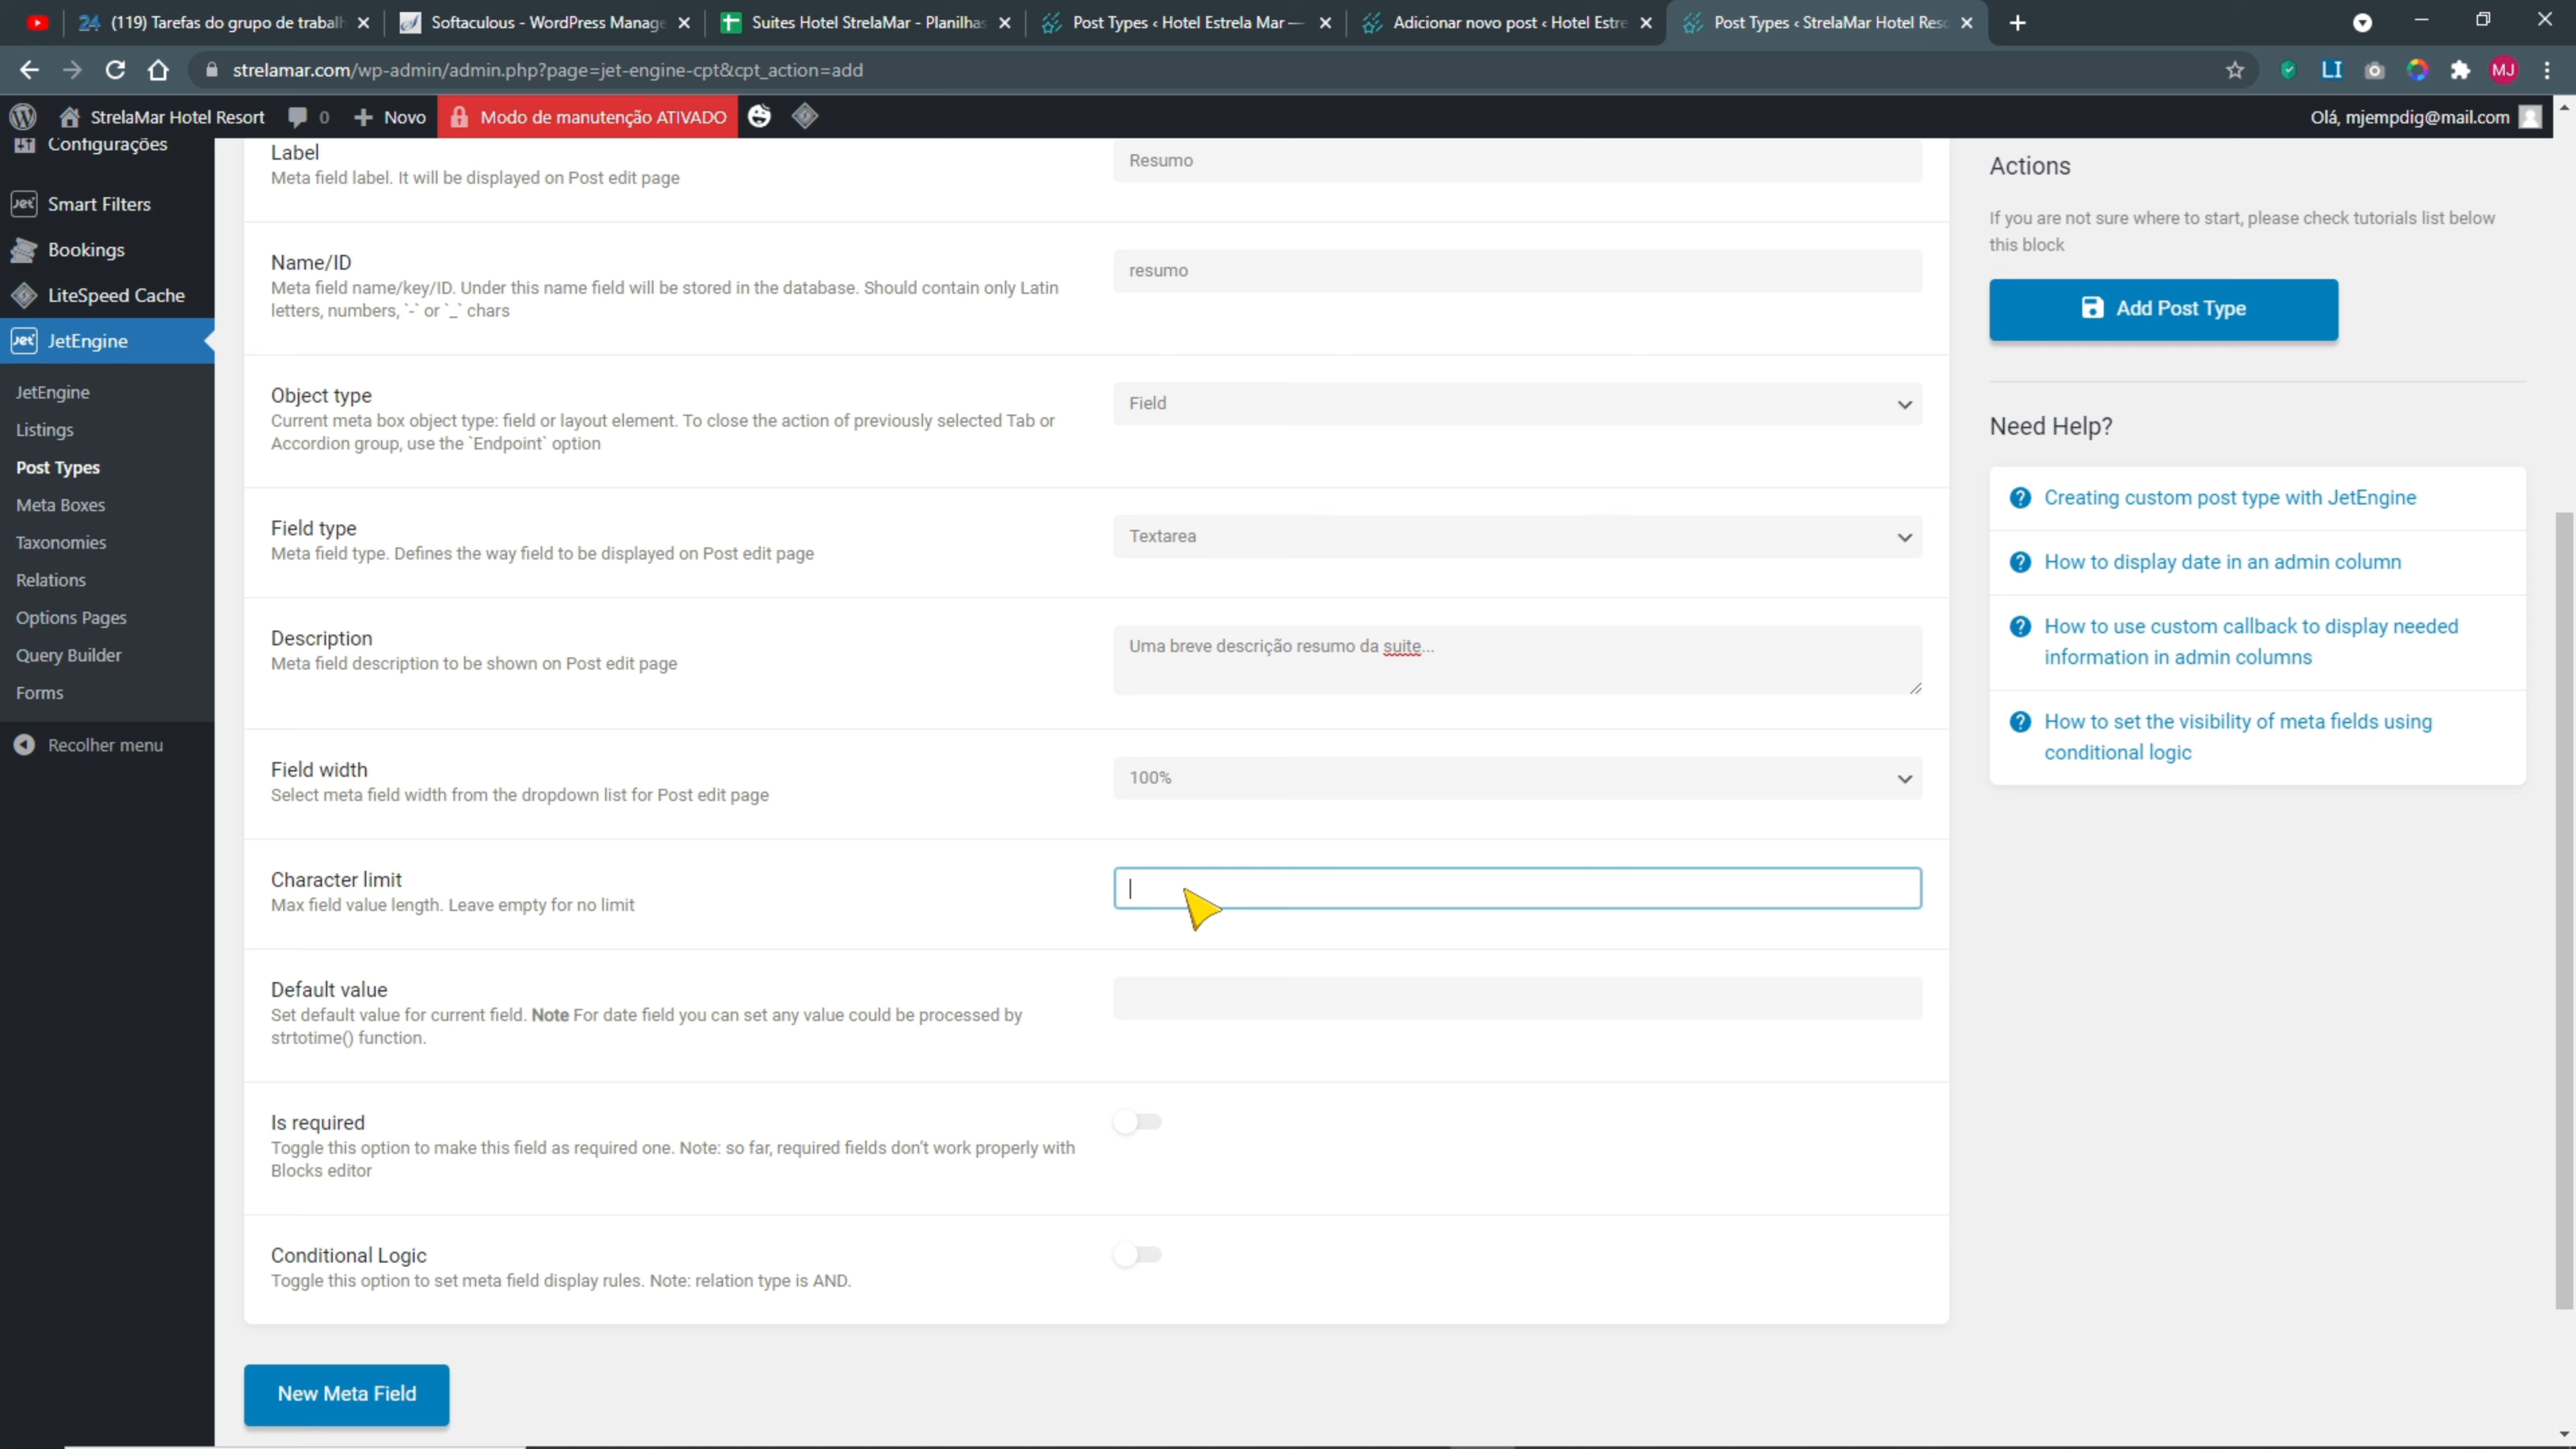 24 (119) Tarefas do grupo de trabalh
Softaculous - WordPress Manage
Suites Hotel StrelaMar - Planilhas
Post Types ‹ Hotel Estrela Mar —
Adicionar novo post ‹ Hotel Estre
Post Types ‹ StrelaMar Hotel Reso
strelamar.com/wp-admin/admin.php?page=jet-engine-cpt&cpt_action=add
LI
MJ
StrelaMar Hotel Resort
0
Novo
Modo de manutenção ATIVADO
Olá, mjempdig@mail.com
Configurações
Smart Filters
Bookings
LiteSpeed Cache
JetEngine
JetEngine
Listings
Post Types
Meta Boxes
Taxonomies
Relations
Options Pages
Query Builder
Forms
Recolher menu
Label
Meta field label. It will be displayed on Post edit page
Resumo
Name/ID
Meta field name/key/ID. Under this name field will be stored in the database. Should contain only Latin
letters, numbers, `-` or `_` chars
resumo
Object type
Current meta box object type: field or layout element. To close the action of previously selected Tab or
Accordion group, use the `Endpoint` option
Field
Field type
Meta field type. Defines the way field to be displayed on Post edit page
Textarea
Description
Meta field description to be shown on Post edit page
Uma breve descrição resumo da suite...
Field width
Select meta field width from the dropdown list for Post edit page
100%
Character limit
Max field value length. Leave empty for no limit
Default value
Set default value for current field. Note For date field you can set any value could be processed by
strtotime() function.
Is required
Toggle this option to make this field as required one. Note: so far, required fields don't work properly with
Blocks editor
Conditional Logic
Toggle this option to set meta field display rules. Note: relation type is AND.
New Meta Field
Actions
If you are not sure where to start, please check tutorials list below
this block
Add Post Type
Need Help?
Creating custom post type with JetEngine
How to display date in an admin column
How to use custom callback to display needed
information in admin columns
How to set the visibility of meta fields using
conditional logic